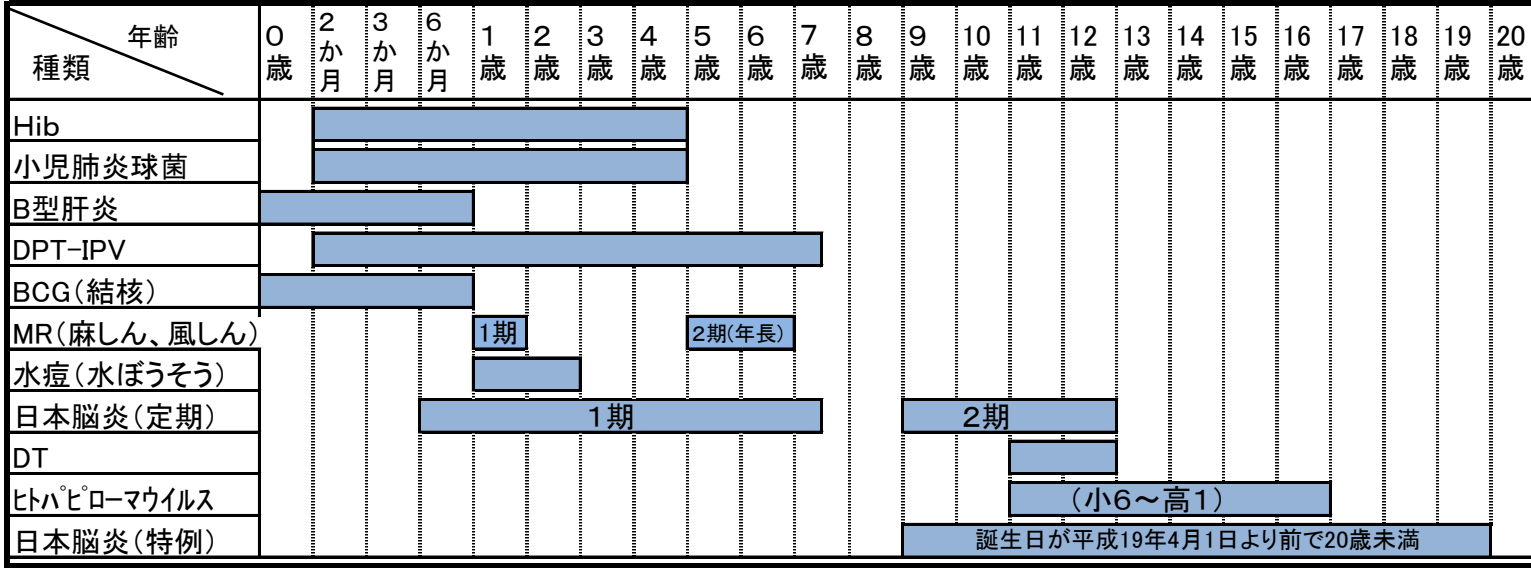 年齢
種類
0歳 2か月 3か月 6か月 1歳 2歳 3歳 4歳 5歳 6歳 7歳 8歳 9歳 10歳 11歳 12歳 13歳 14歳 15歳 16歳 17歳 18歳 19歳 20歳
Hib
小児肺炎球菌
B型肝炎
DPT-IPV
BCG(結核)
MR(麻しん、風しん) 1期 2期(年長)
水痘(水ぼうそう)
日本脳炎(定期) 1期 2期
DT
ﾋﾄﾊﾟﾋﾟﾛｰﾏｳｲﾙｽ (小6～高1)
日本脳炎(特例) 誕生日が平成19年4月1日より前で20歳未満